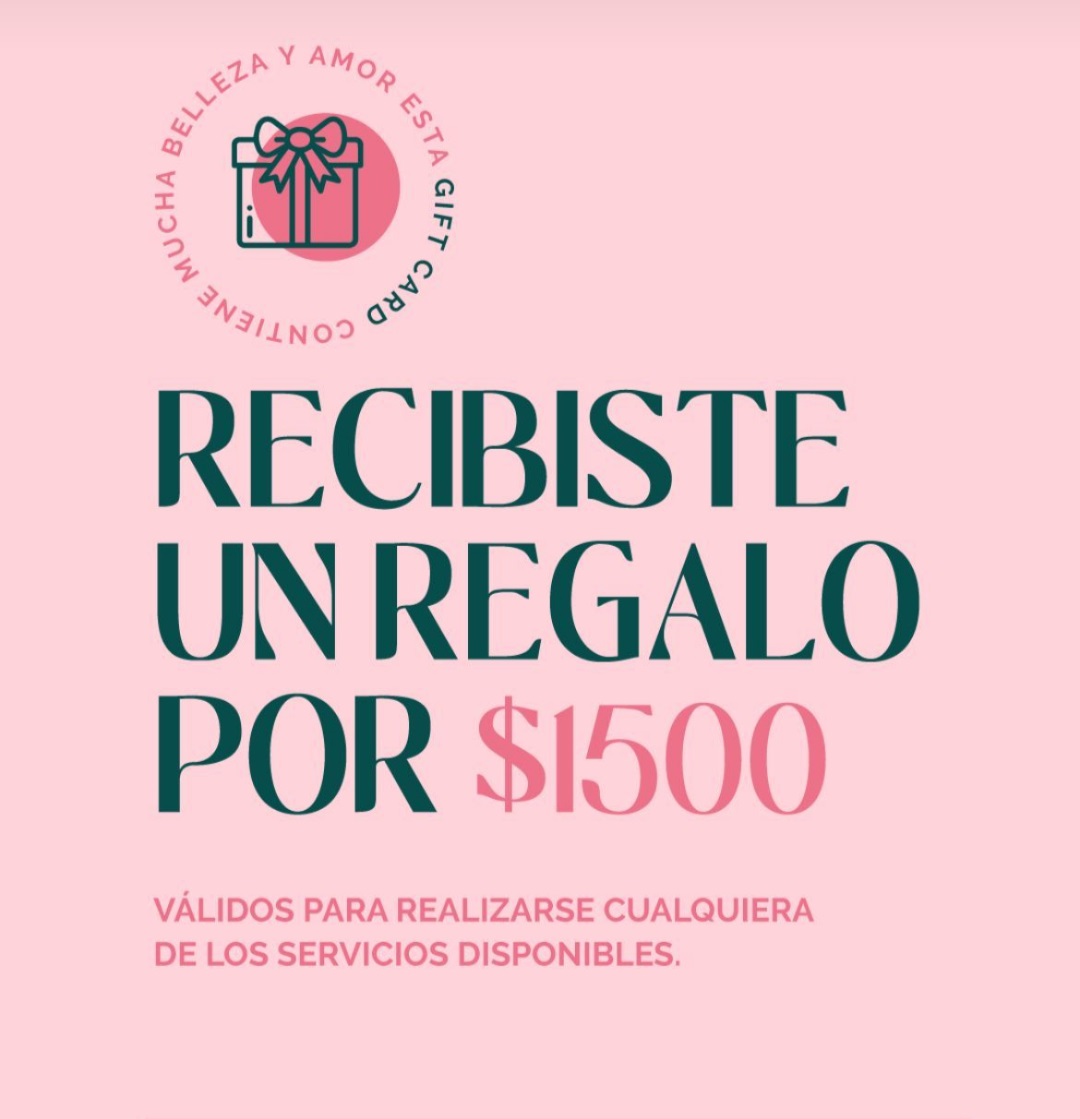 ESTA GIFT CARD CONTIENE MUCHA BELLEZA Y AMOR
RECIBISTE
UN REGALO
POR $1500
VÁLIDOS PARA REALIZARSE CUALQUIERA
DE LOS SERVICIOS DISPONIBLES.